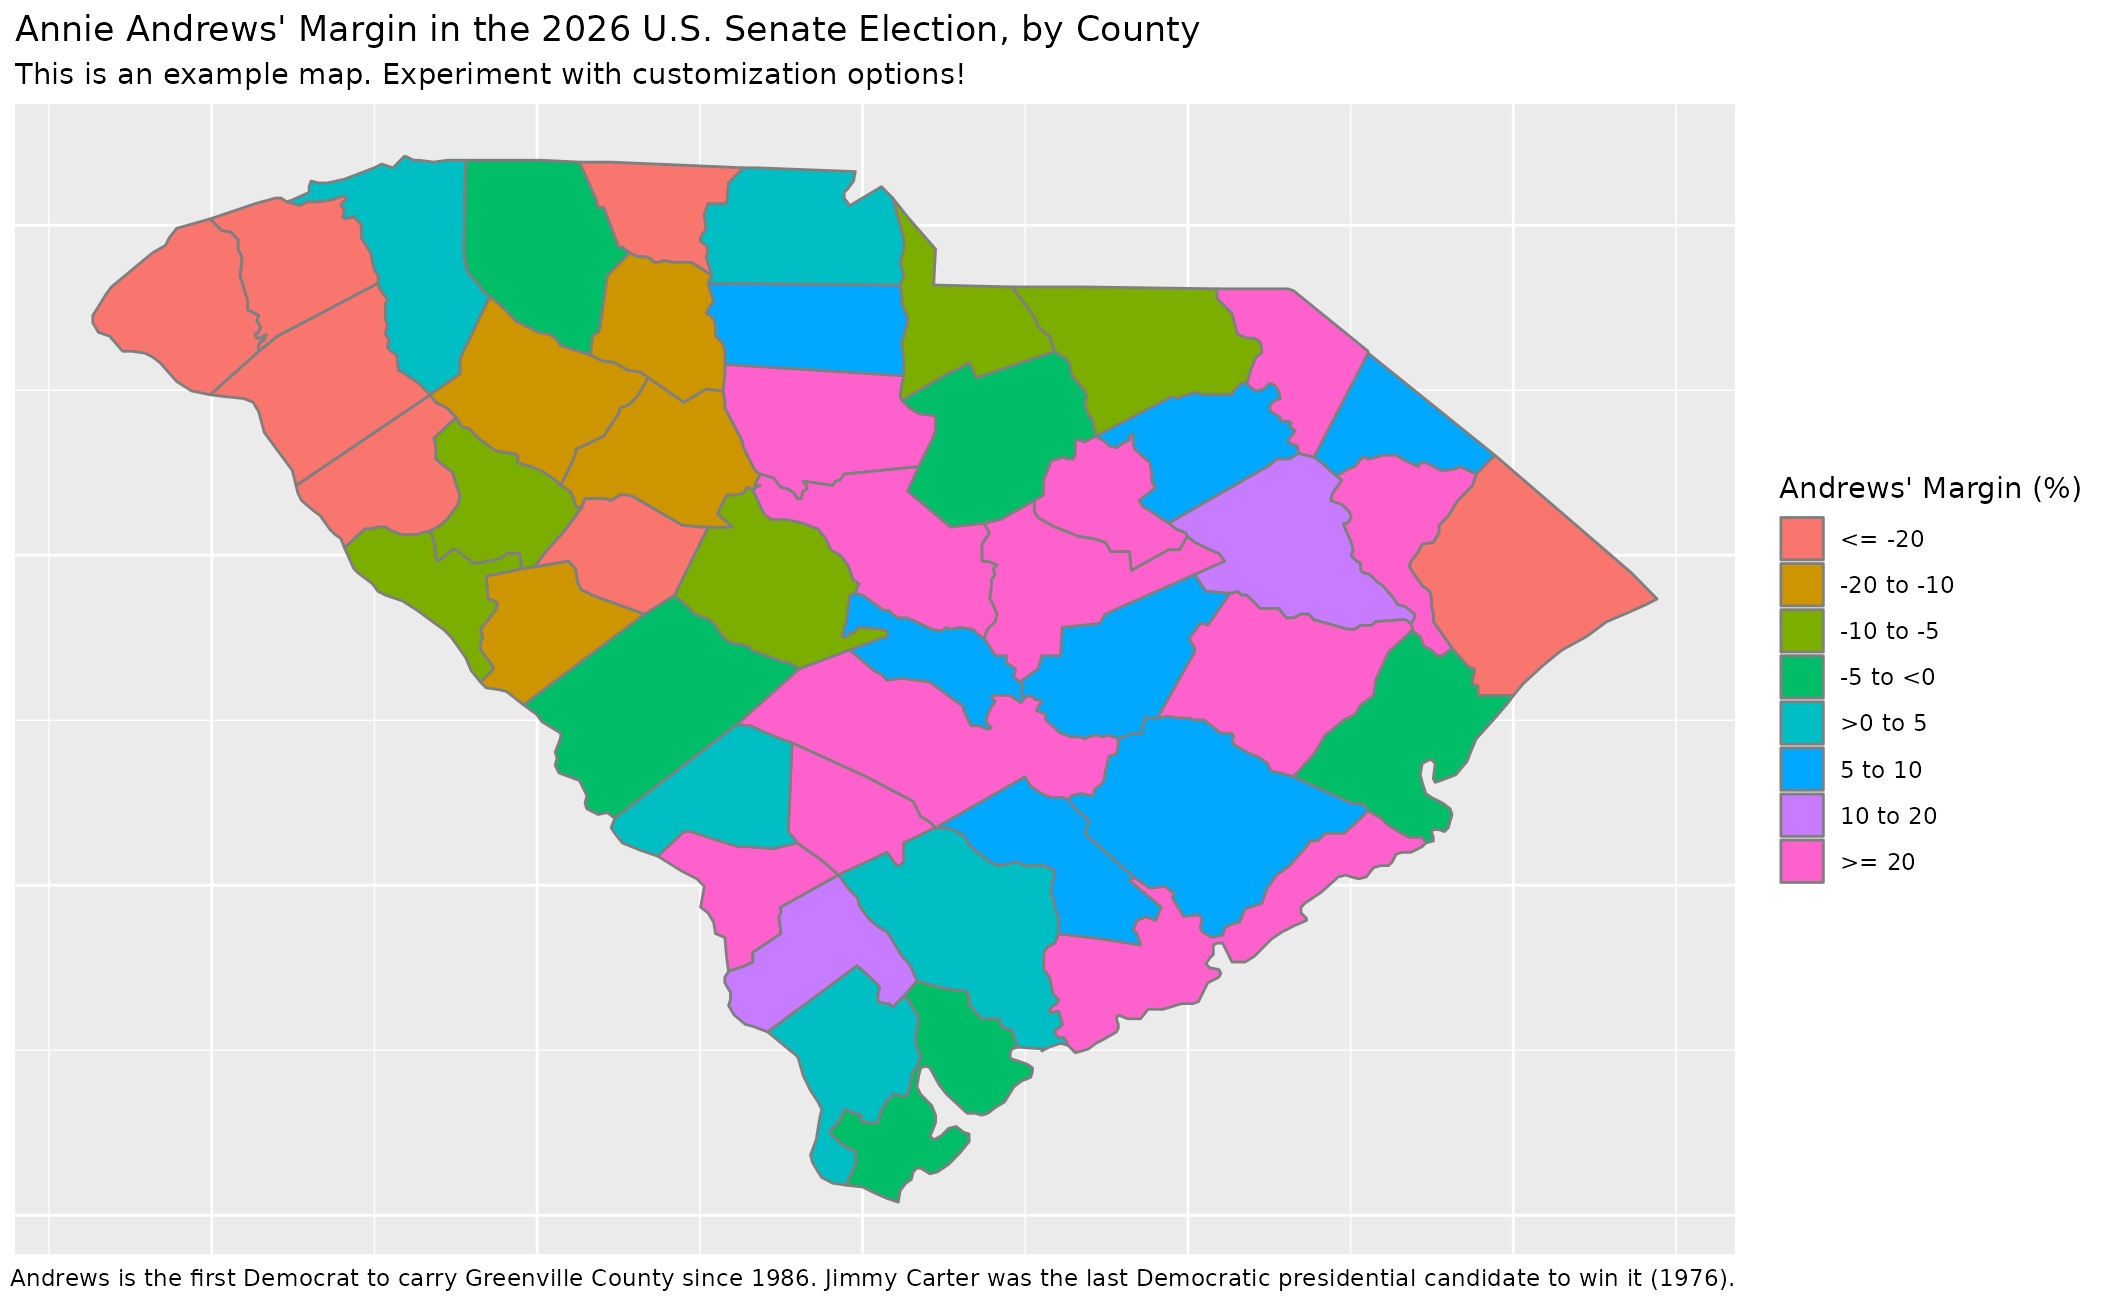 Annie Andrews' Margin in the 2026 U.S. Senate Election, by County
This is an example map. Experiment with customization options!
Andrews' Margin (%)
<= -20
-20 to -10
-10 to -5
-5 to <0
>0 to 5
5 to 10
10 to 20
>= 20
Andrews is the first Democrat to carry Greenville County since 1986. Jimmy Carter was the last Democratic presidential candidate to win it (1976).